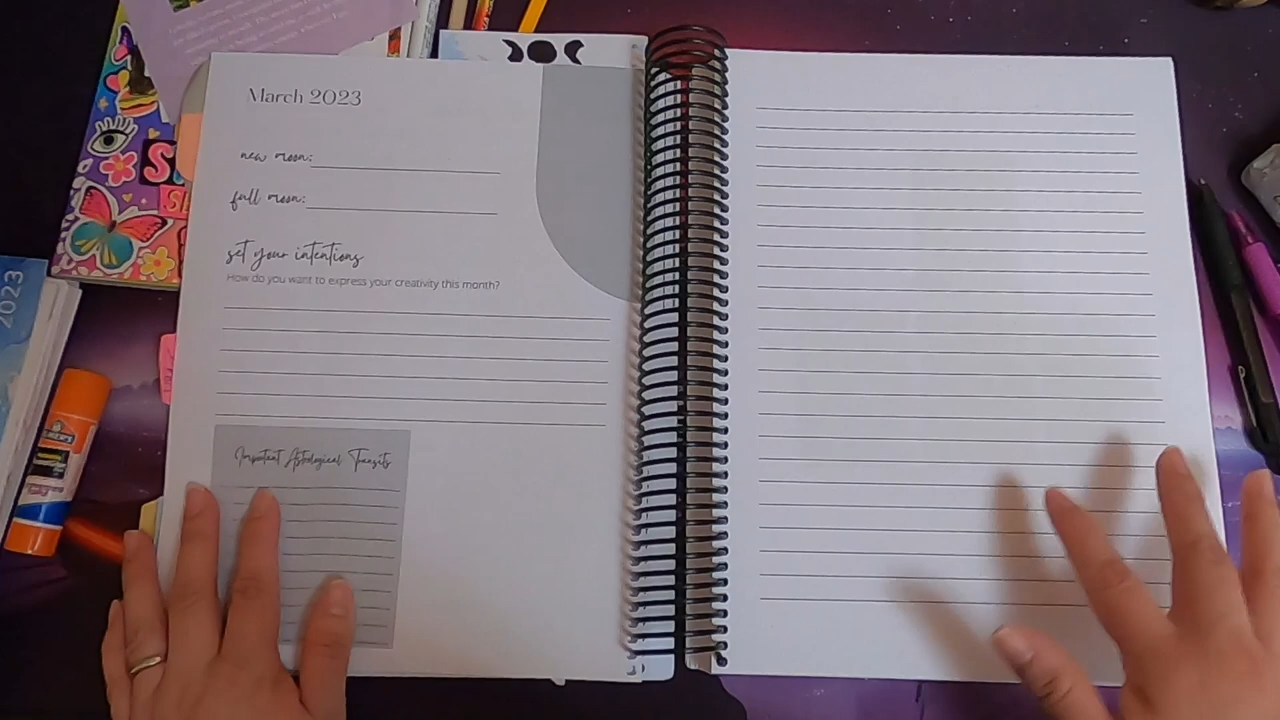 March 2023
new moon:
full moon:
set your intentions
How do you want to express your creativity this month?
Important Astrological Transits
2023
ELMER'S